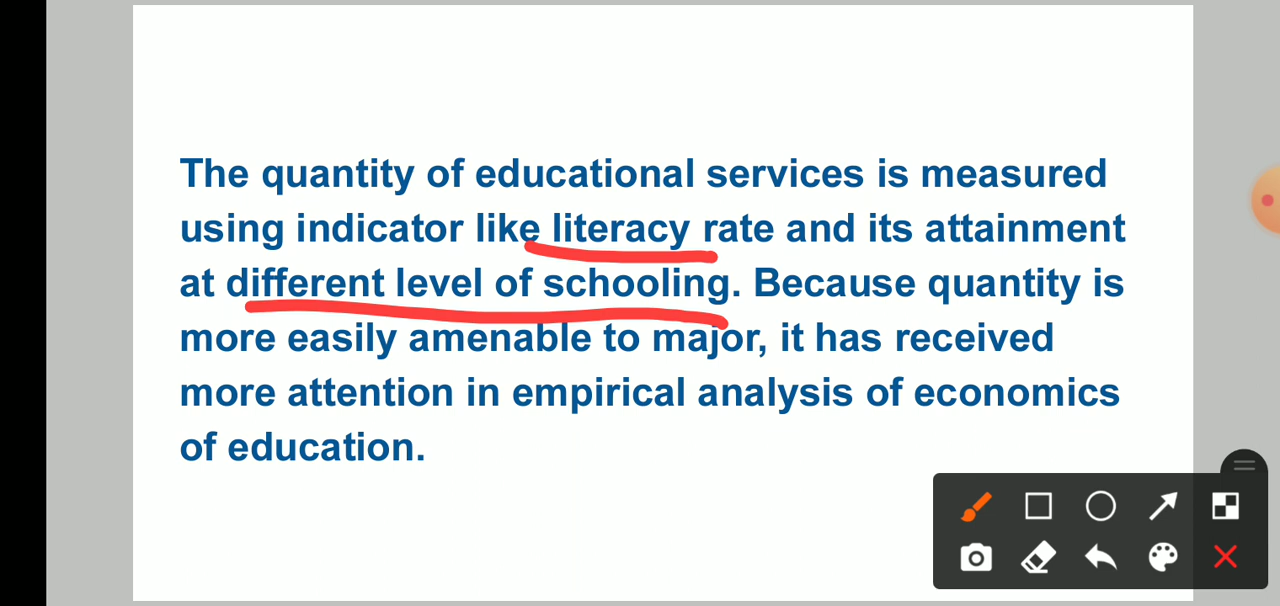 The quantity of educational services is measured
using indicator like literacy rate and its attainment
at different level of schooling. Because quantity is
more easily amenable to major, it has received
more attention in empirical analysis of economics
of education.